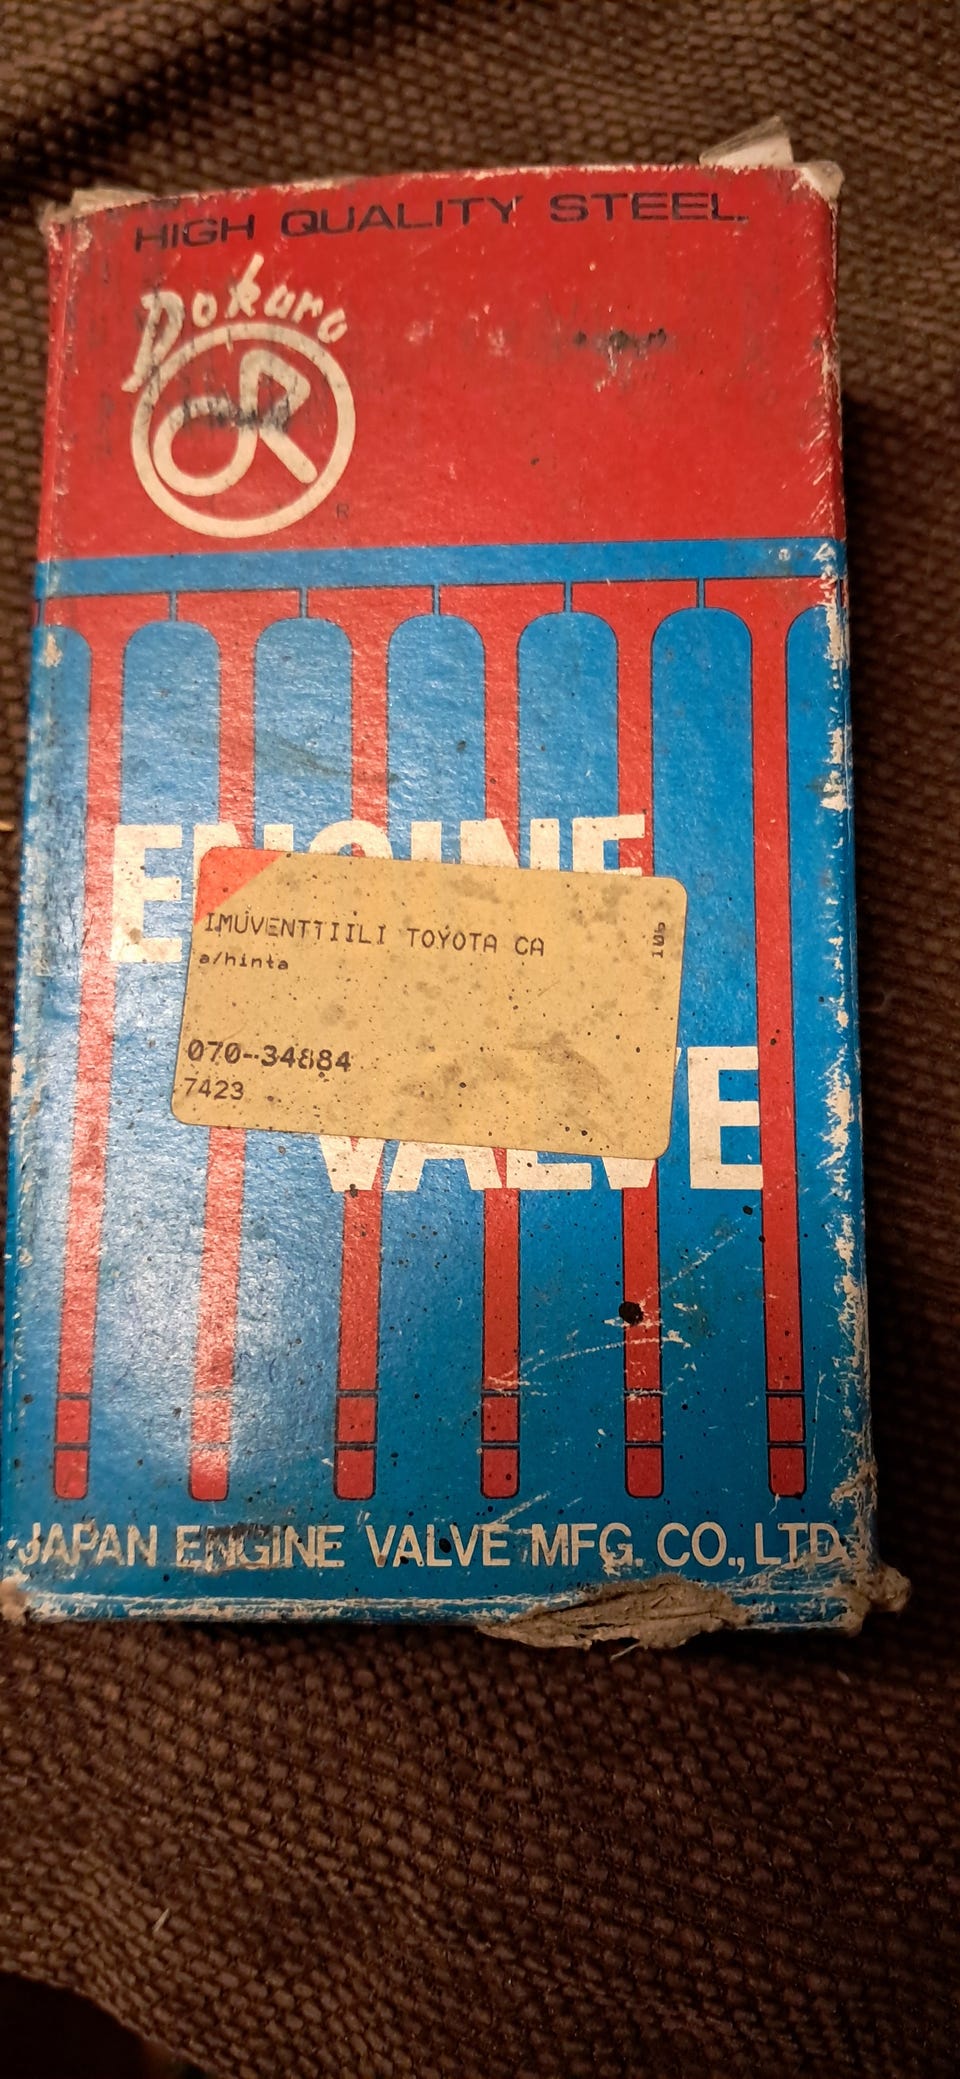 HIGH QUALITY STEEL
Dokuro
R
ENGINE
IMUVENTTIILI TOYOTA CA
a/hinta
070-34884
7423
VALVE
JAPAN ENGINE VALVE MFG. CO., LTD.